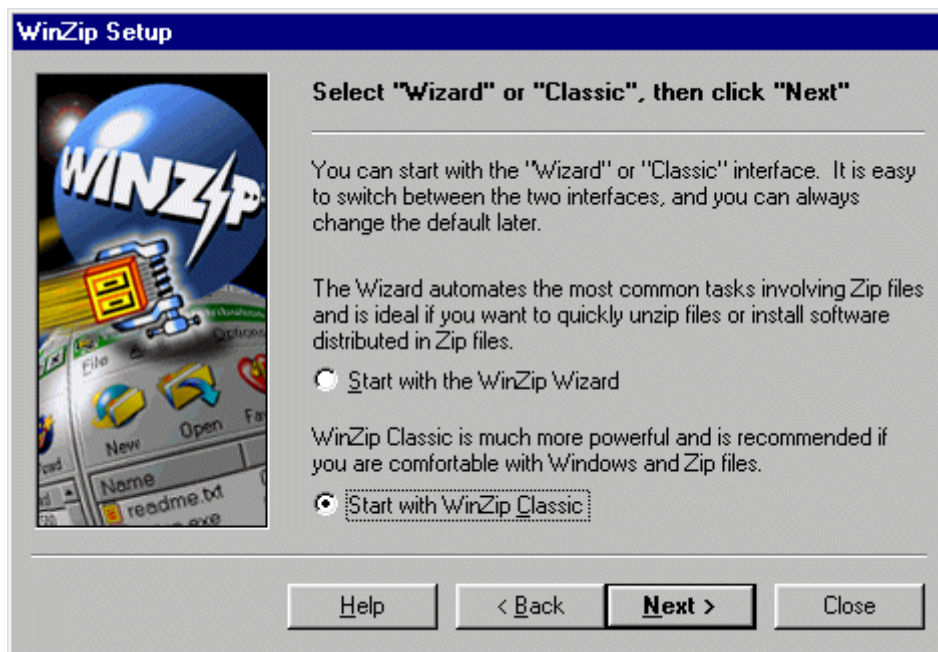 WinZip Setup
Select "Wizard" or "Classic", then click "Next"
WINZIP
You can start with the "Wizard" or "Classic" interface. It is easy
to switch between the two interfaces, and you can always
change the default later.
The Wizard automates the most common tasks involving Zip files
and is ideal if you want to quickly unzip files or install software
distributed in Zip files.
Start with the WinZip Wizard
File
Options
New
Open
Name
readme.txt
WinZip Classic is much more powerful and is recommended if
you are comfortable with Windows and Zip files.
Start with WinZip Classic
Help
< Back
Next >
Close